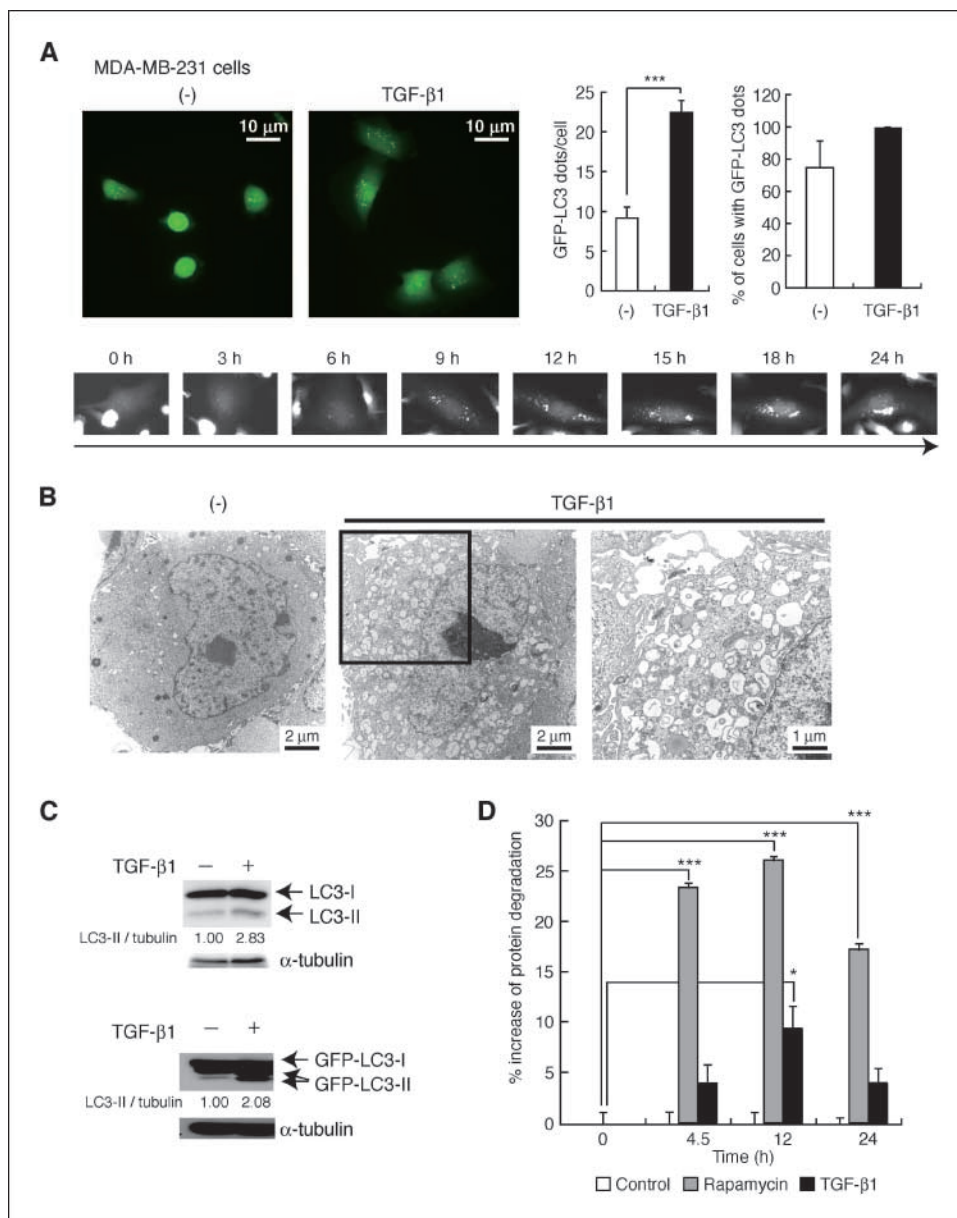 A
MDA-MB-231 cells
(-)
TGF-β1
10 μm
10 μm
***
GFP-LC3 dots/cell
25
20
15
10
5
0
(-)
TGF-β1
% of cells with GFP-LC3 dots
120
100
80
60
40
20
0
(-)
TGF-β1
0 h
3 h
6 h
9 h
12 h
15 h
18 h
24 h
B
(-)
TGF-β1
2 μm
2 μm
1 μm
C
TGF-β1 – +
LC3-I
LC3-II
LC3-II / tubulin 1.00 2.83
α-tubulin
TGF-β1 – +
GFP-LC3-I
GFP-LC3-II
LC3-II / tubulin 1.00 2.08
α-tubulin
D
% increase of protein degradation
30
25
20
15
10
5
0
***
***
***
*
0
4.5
12
24
Time (h)
Control
Rapamycin
TGF-β1